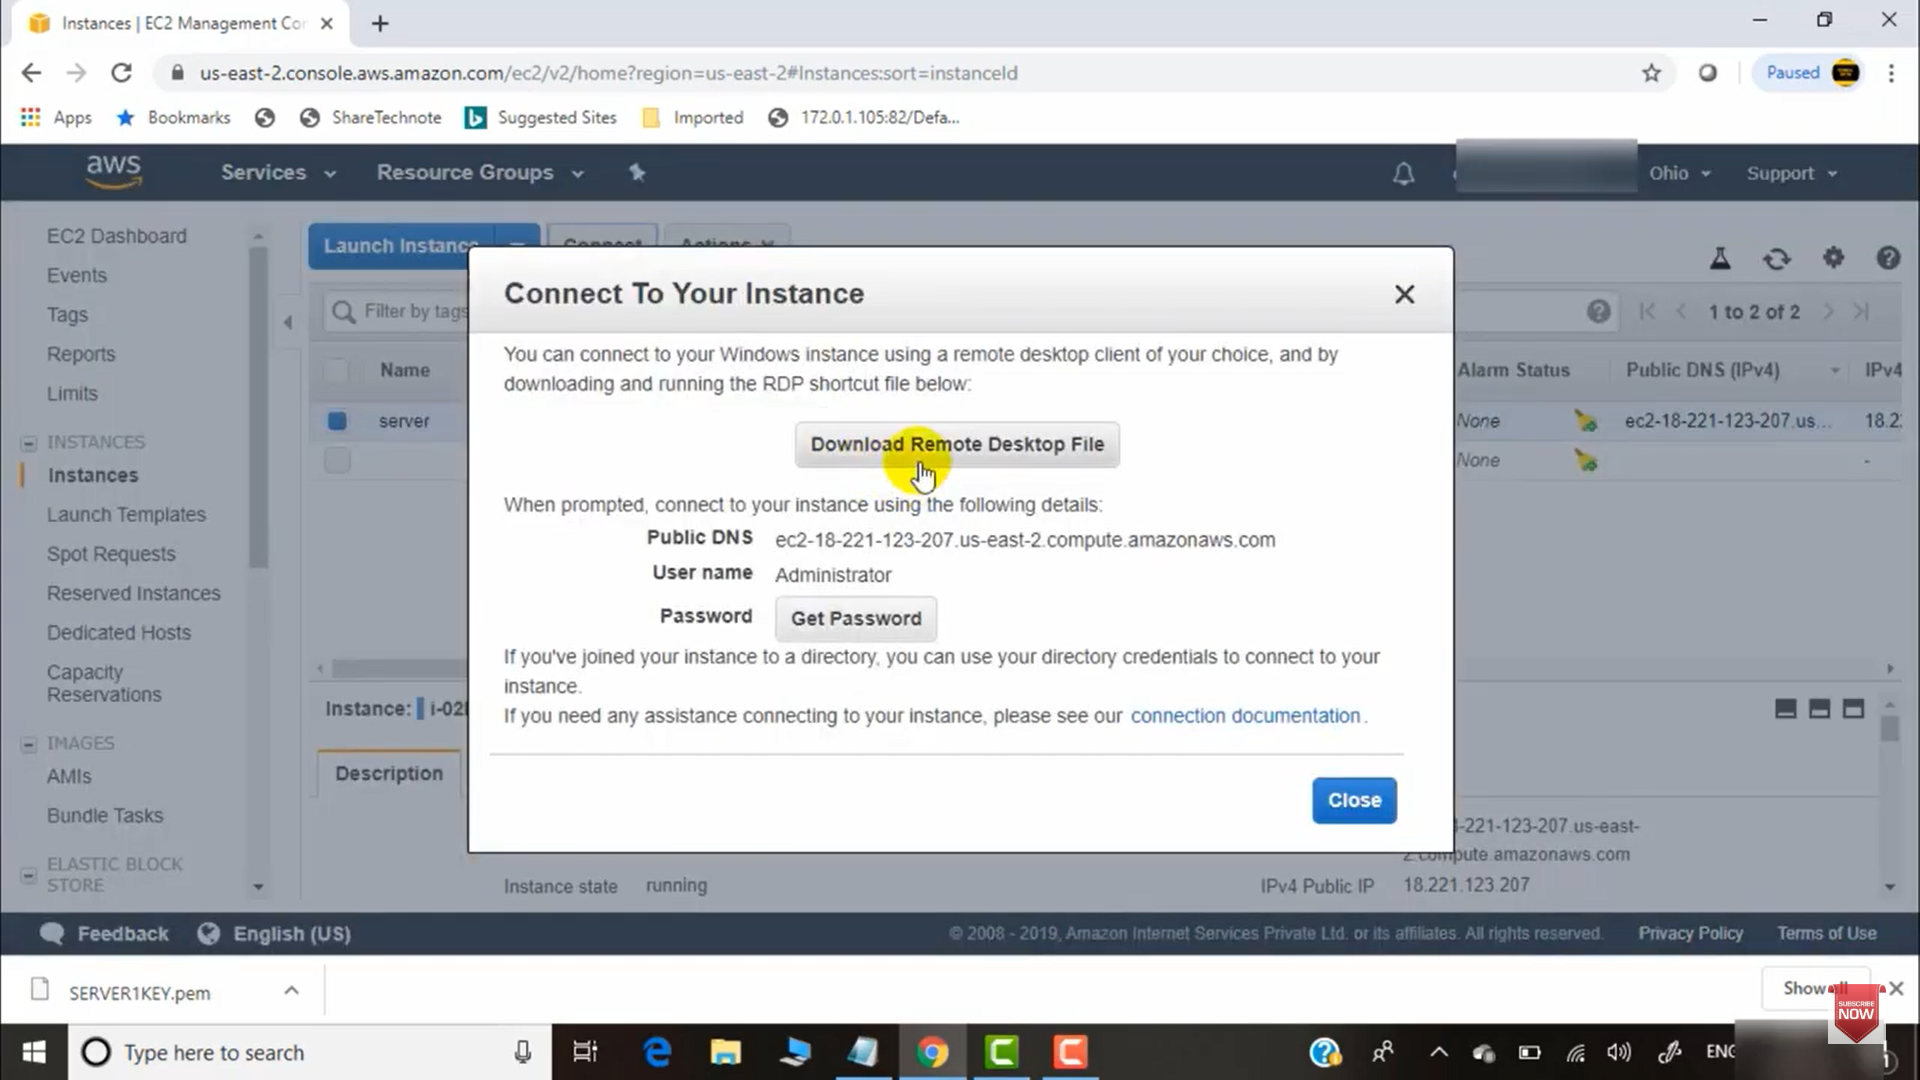 Instances | EC2 Management Cor
us-east-2.console.aws.amazon.com/ec2/v2/home?region=us-east-2#Instances:sort=instanceId
Paused
Apps
Bookmarks
ShareTechnote
Suggested Sites
Imported
172.0.1.105:82/Defa...
aws
Services
Resource Groups
Ohio
Support
EC2 Dashboard
Events
Tags
Reports
Limits
INSTANCES
Instances
Launch Templates
Spot Requests
Reserved Instances
Dedicated Hosts
Capacity
Reservations
IMAGES
AMIs
Bundle Tasks
ELASTIC BLOCK
STORE
Launch Instance
Connect
Actions
Filter by tags
1 to 2 of 2
Name
Alarm Status
Public DNS (IPv4)
IPv4
server
None
ec2-18-221-123-207.us...
18.2
None
-
Connect To Your Instance
You can connect to your Windows instance using a remote desktop client of your choice, and by
downloading and running the RDP shortcut file below:
Download Remote Desktop File
When prompted, connect to your instance using the following details:
Public DNS ec2-18-221-123-207.us-east-2.compute.amazonaws.com
User name Administrator
Password Get Password
If you've joined your instance to a directory, you can use your directory credentials to connect to your
instance.
If you need any assistance connecting to your instance, please see our connection documentation.
Close
Instance: i-02
Description
-221-123-207.us-east-
2.compute.amazonaws.com
Instance state running
IPv4 Public IP 18.221.123.207
Feedback
English (US)
© 2008 - 2019, Amazon Internet Services Private Ltd. or its affiliates. All rights reserved.
Privacy Policy
Terms of Use
SERVER1KEY.pem
Show all
SUBSCRIBE
NOW
Type here to search
ENG